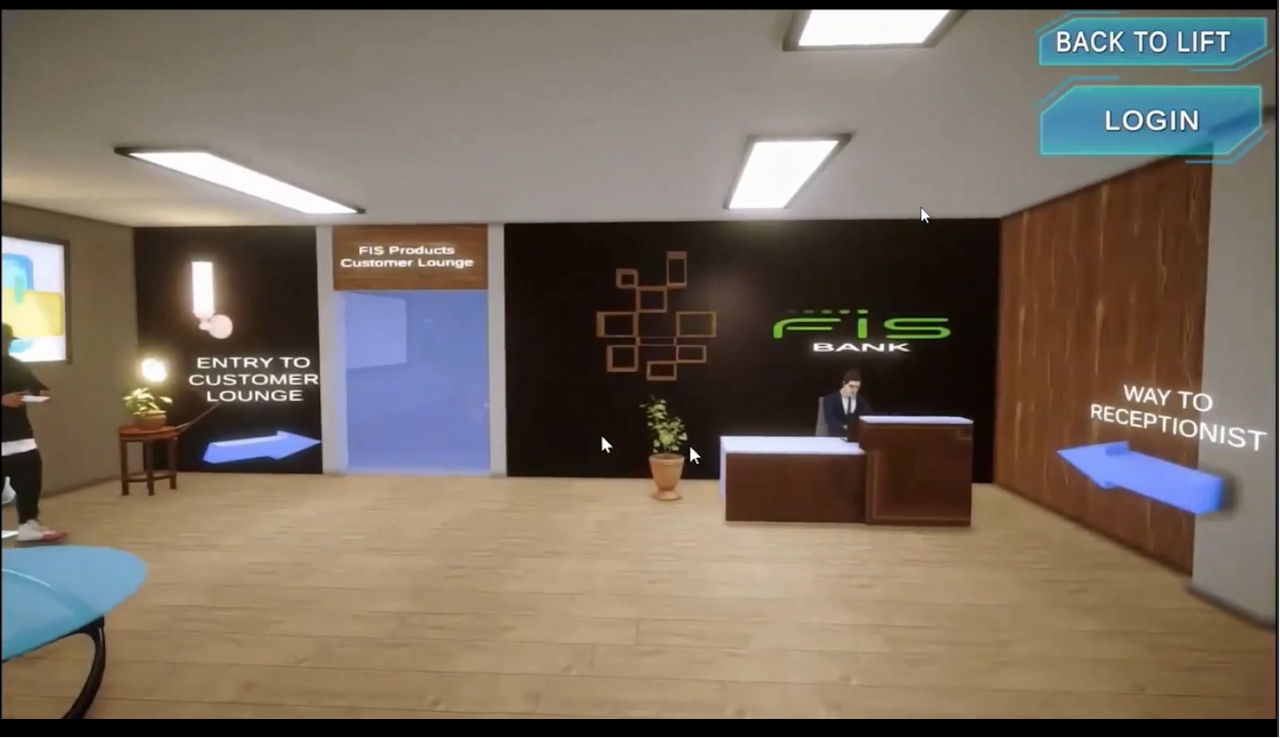 BACK TO LIFT
LOGIN
FIS Products
Customer Lounge
FIS
BANK
ENTRY TO
CUSTOMER
LOUNGE
WAY TO
RECEPTIONIST